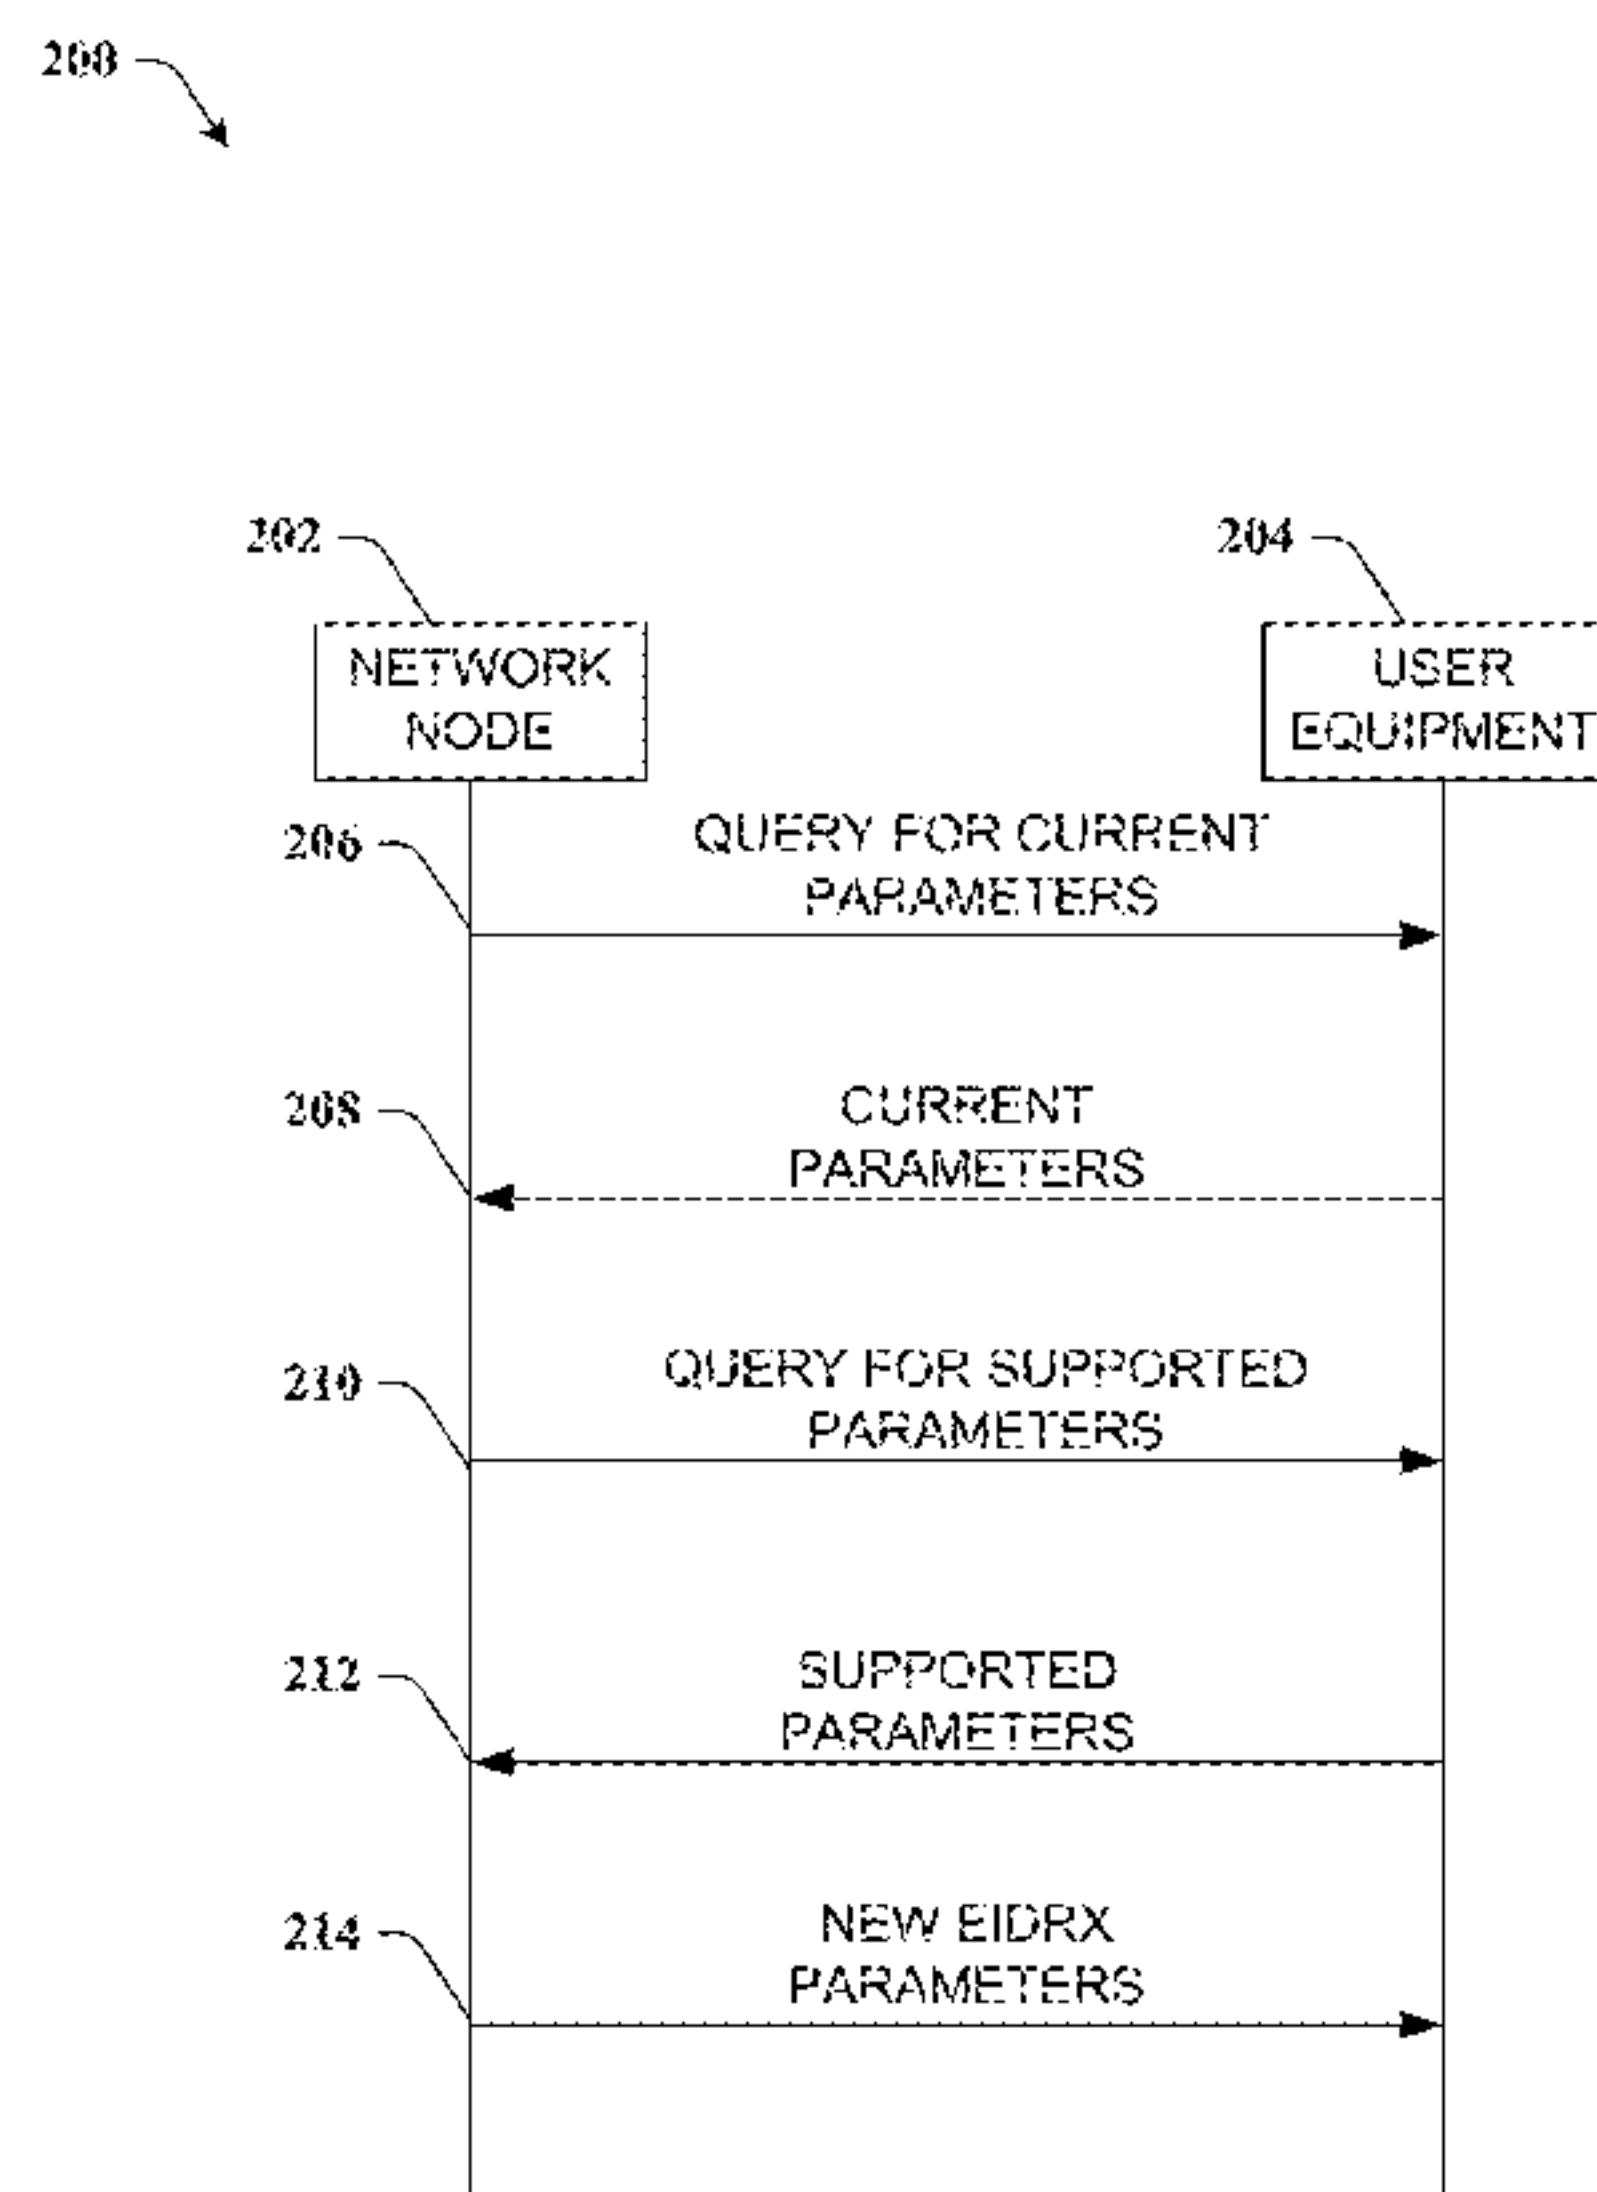 200
202
204
NETWORK
NODE
USER
EQUIPMENT
206
QUERY FOR CURRENT
PARAMETERS
208
CURRENT
PARAMETERS
210
QUERY FOR SUPPORTED
PARAMETERS
212
SUPPORTED
PARAMETERS
214
NEW EIDRX
PARAMETERS